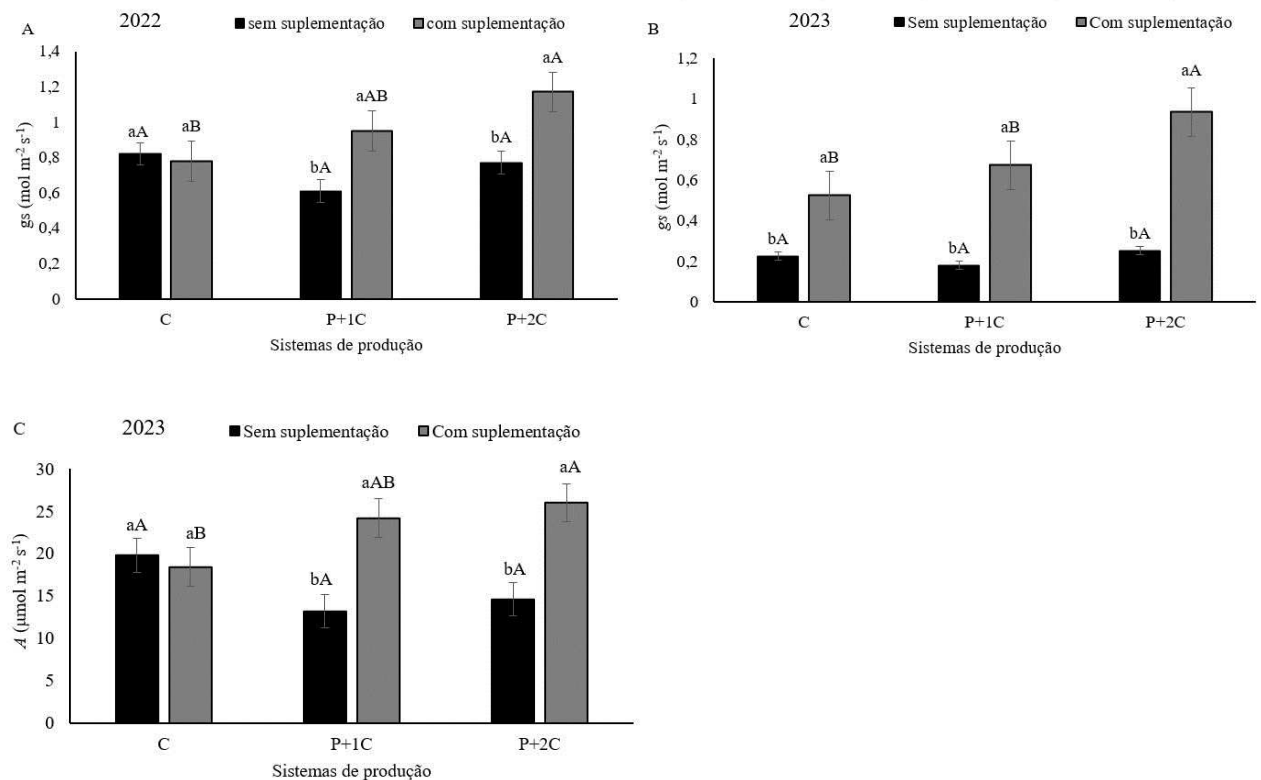 A 2022 ■ sem suplementação ■ com suplementação
1,4
1,2
1
0,8
0,6
0,4
0,2
0
gs (mol m⁻² s⁻¹)
aA aB bA aAB bA aA
C P+1C P+2C
Sistemas de produção
B 2023 ■ Sem suplementação ■ Com suplementação
1,2
1
0,8
0,6
0,4
0,2
0
gs (mol m⁻² s⁻¹)
bA aB bA aB bA aA
C P+1C P+2C
Sistemas de produção
C 2023 ■ Sem suplementação ■ Com suplementação
30
25
20
15
10
5
0
A (µmol m⁻² s⁻¹)
aA aB bA aAB bA aA
C P+1C P+2C
Sistemas de produção